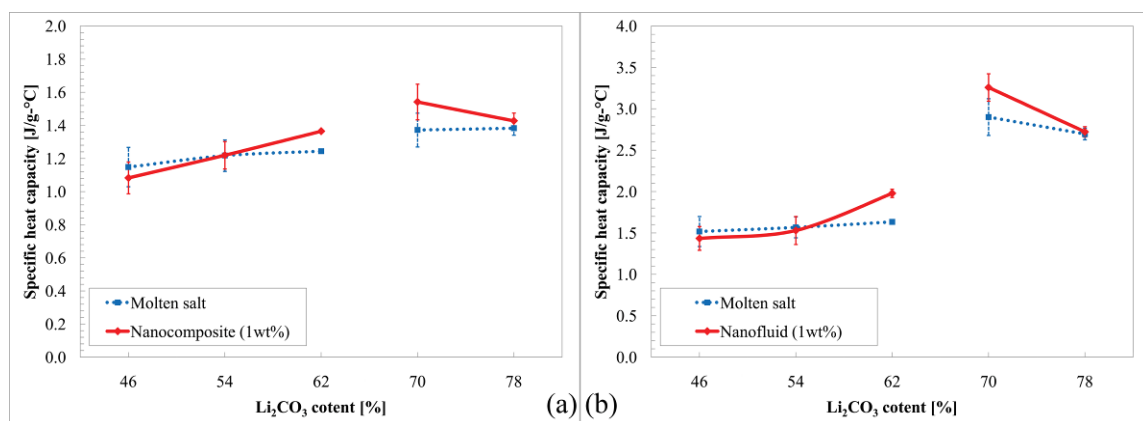 2.0
1.8
1.6
1.4
1.2
1.0
0.8
0.6
0.4
0.2
0.0
Specific heat capacity [J/g-°C]
Molten salt
Nanocomposite (1wt%)
46 54 62 70 78
Li₂CO₃ cotent [%]
(a)
4.0
3.5
3.0
2.5
2.0
1.5
1.0
0.5
0.0
Specific heat capacity [J/g-°C]
Molten salt
Nanofluid (1wt%)
46 54 62 70 78
Li₂CO₃ cotent [%]
(b)